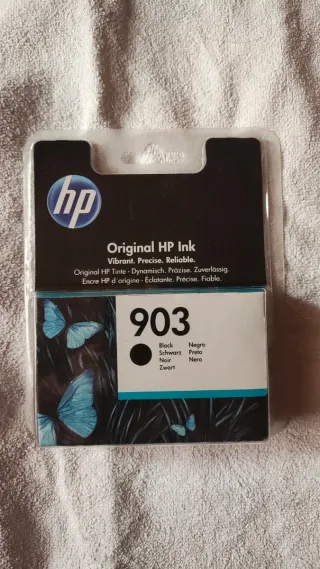 hp
Original HP Ink
Vibrant. Precise. Reliable.
Original HP Tinte · Dynamisch. Präzise. Zuverlässig.
Encre HP d'origine · Éclatante. Précise. Fiable.
903
Black Negro
Schwarz Preto
Noir Nero
Zwart